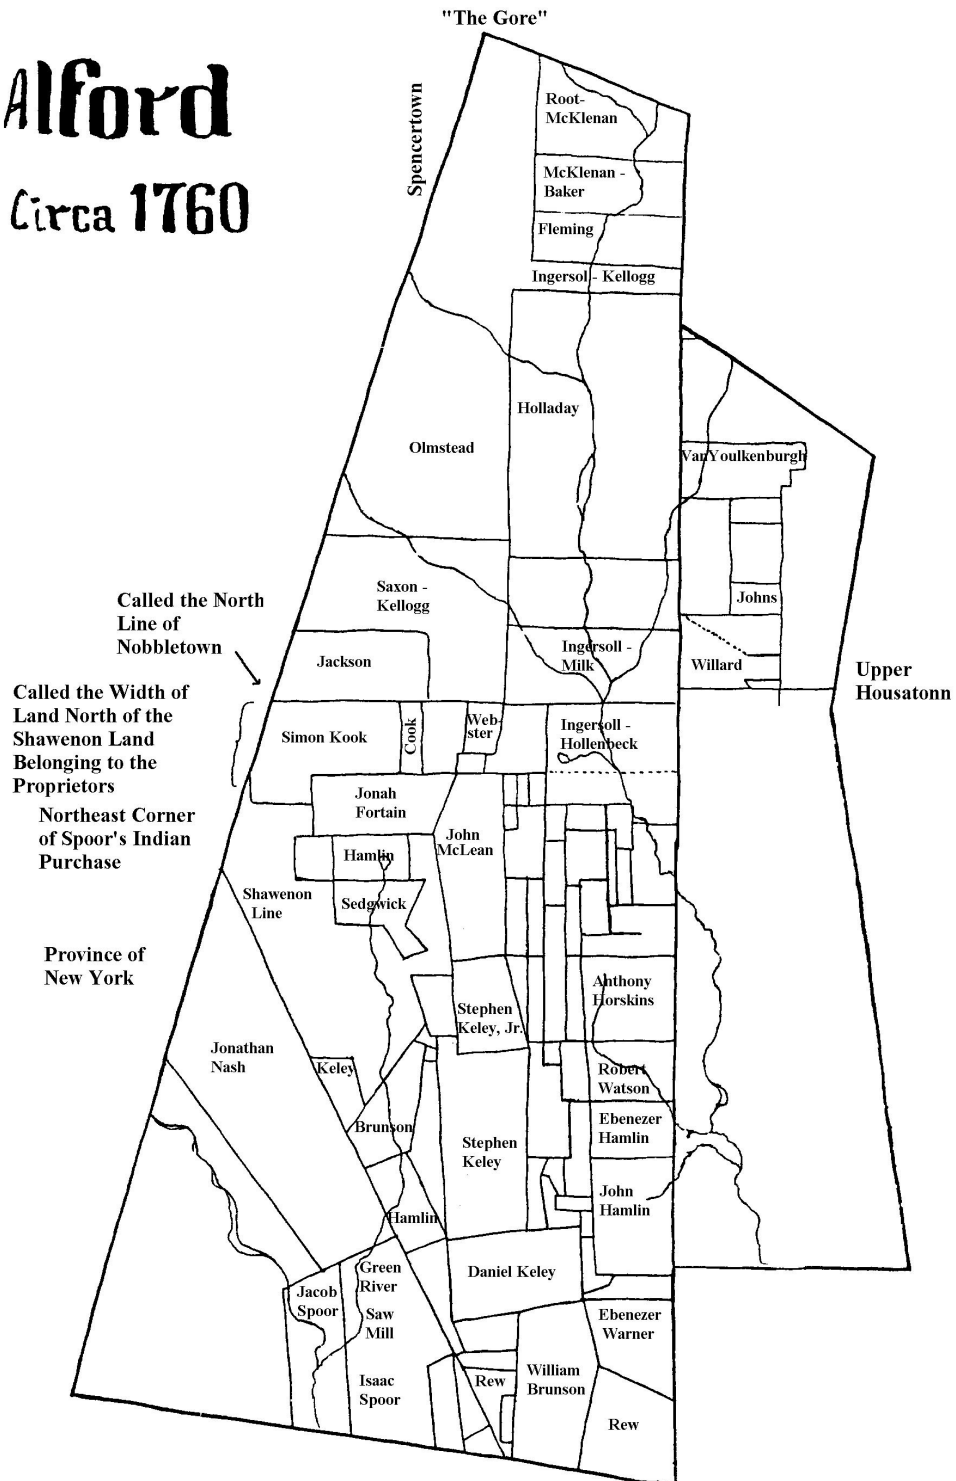 "The Gore"
Alford
Circa 1760
Spencertown
Root-
McKlenan
McKlenan -
Baker
Fleming
Ingersol - Kellogg
Holladay
Olmstead
VanYoulkenburgh
Saxon -
Kellogg
Johns
Called the North
Line of
Nobbletown
Jackson
Ingersoll -
Milk
Willard
Upper
Housatonn
Called the Width of
Land North of the
Shawenon Land
Belonging to the
Proprietors
Simon Kook
Cook
Web-
ster
Ingersoll -
Hollenbeck
Northeast Corner
of Spoor's Indian
Purchase
Jonah
Fortain
John
McLean
Hamlin
Shawenon
Line
Sedgwick
Province of
New York
Anthony
Horskins
Stephen
Keley, Jr.
Jonathan
Nash
Keley
Robert
Watson
Brunson
Ebenezer
Hamlin
Stephen
Keley
John
Hamlin
Hamlin
Green
River
Daniel Keley
Jacob
Spoor
Saw
Mill
Ebenezer
Warner
Isaac
Spoor
Rew
William
Brunson
Rew